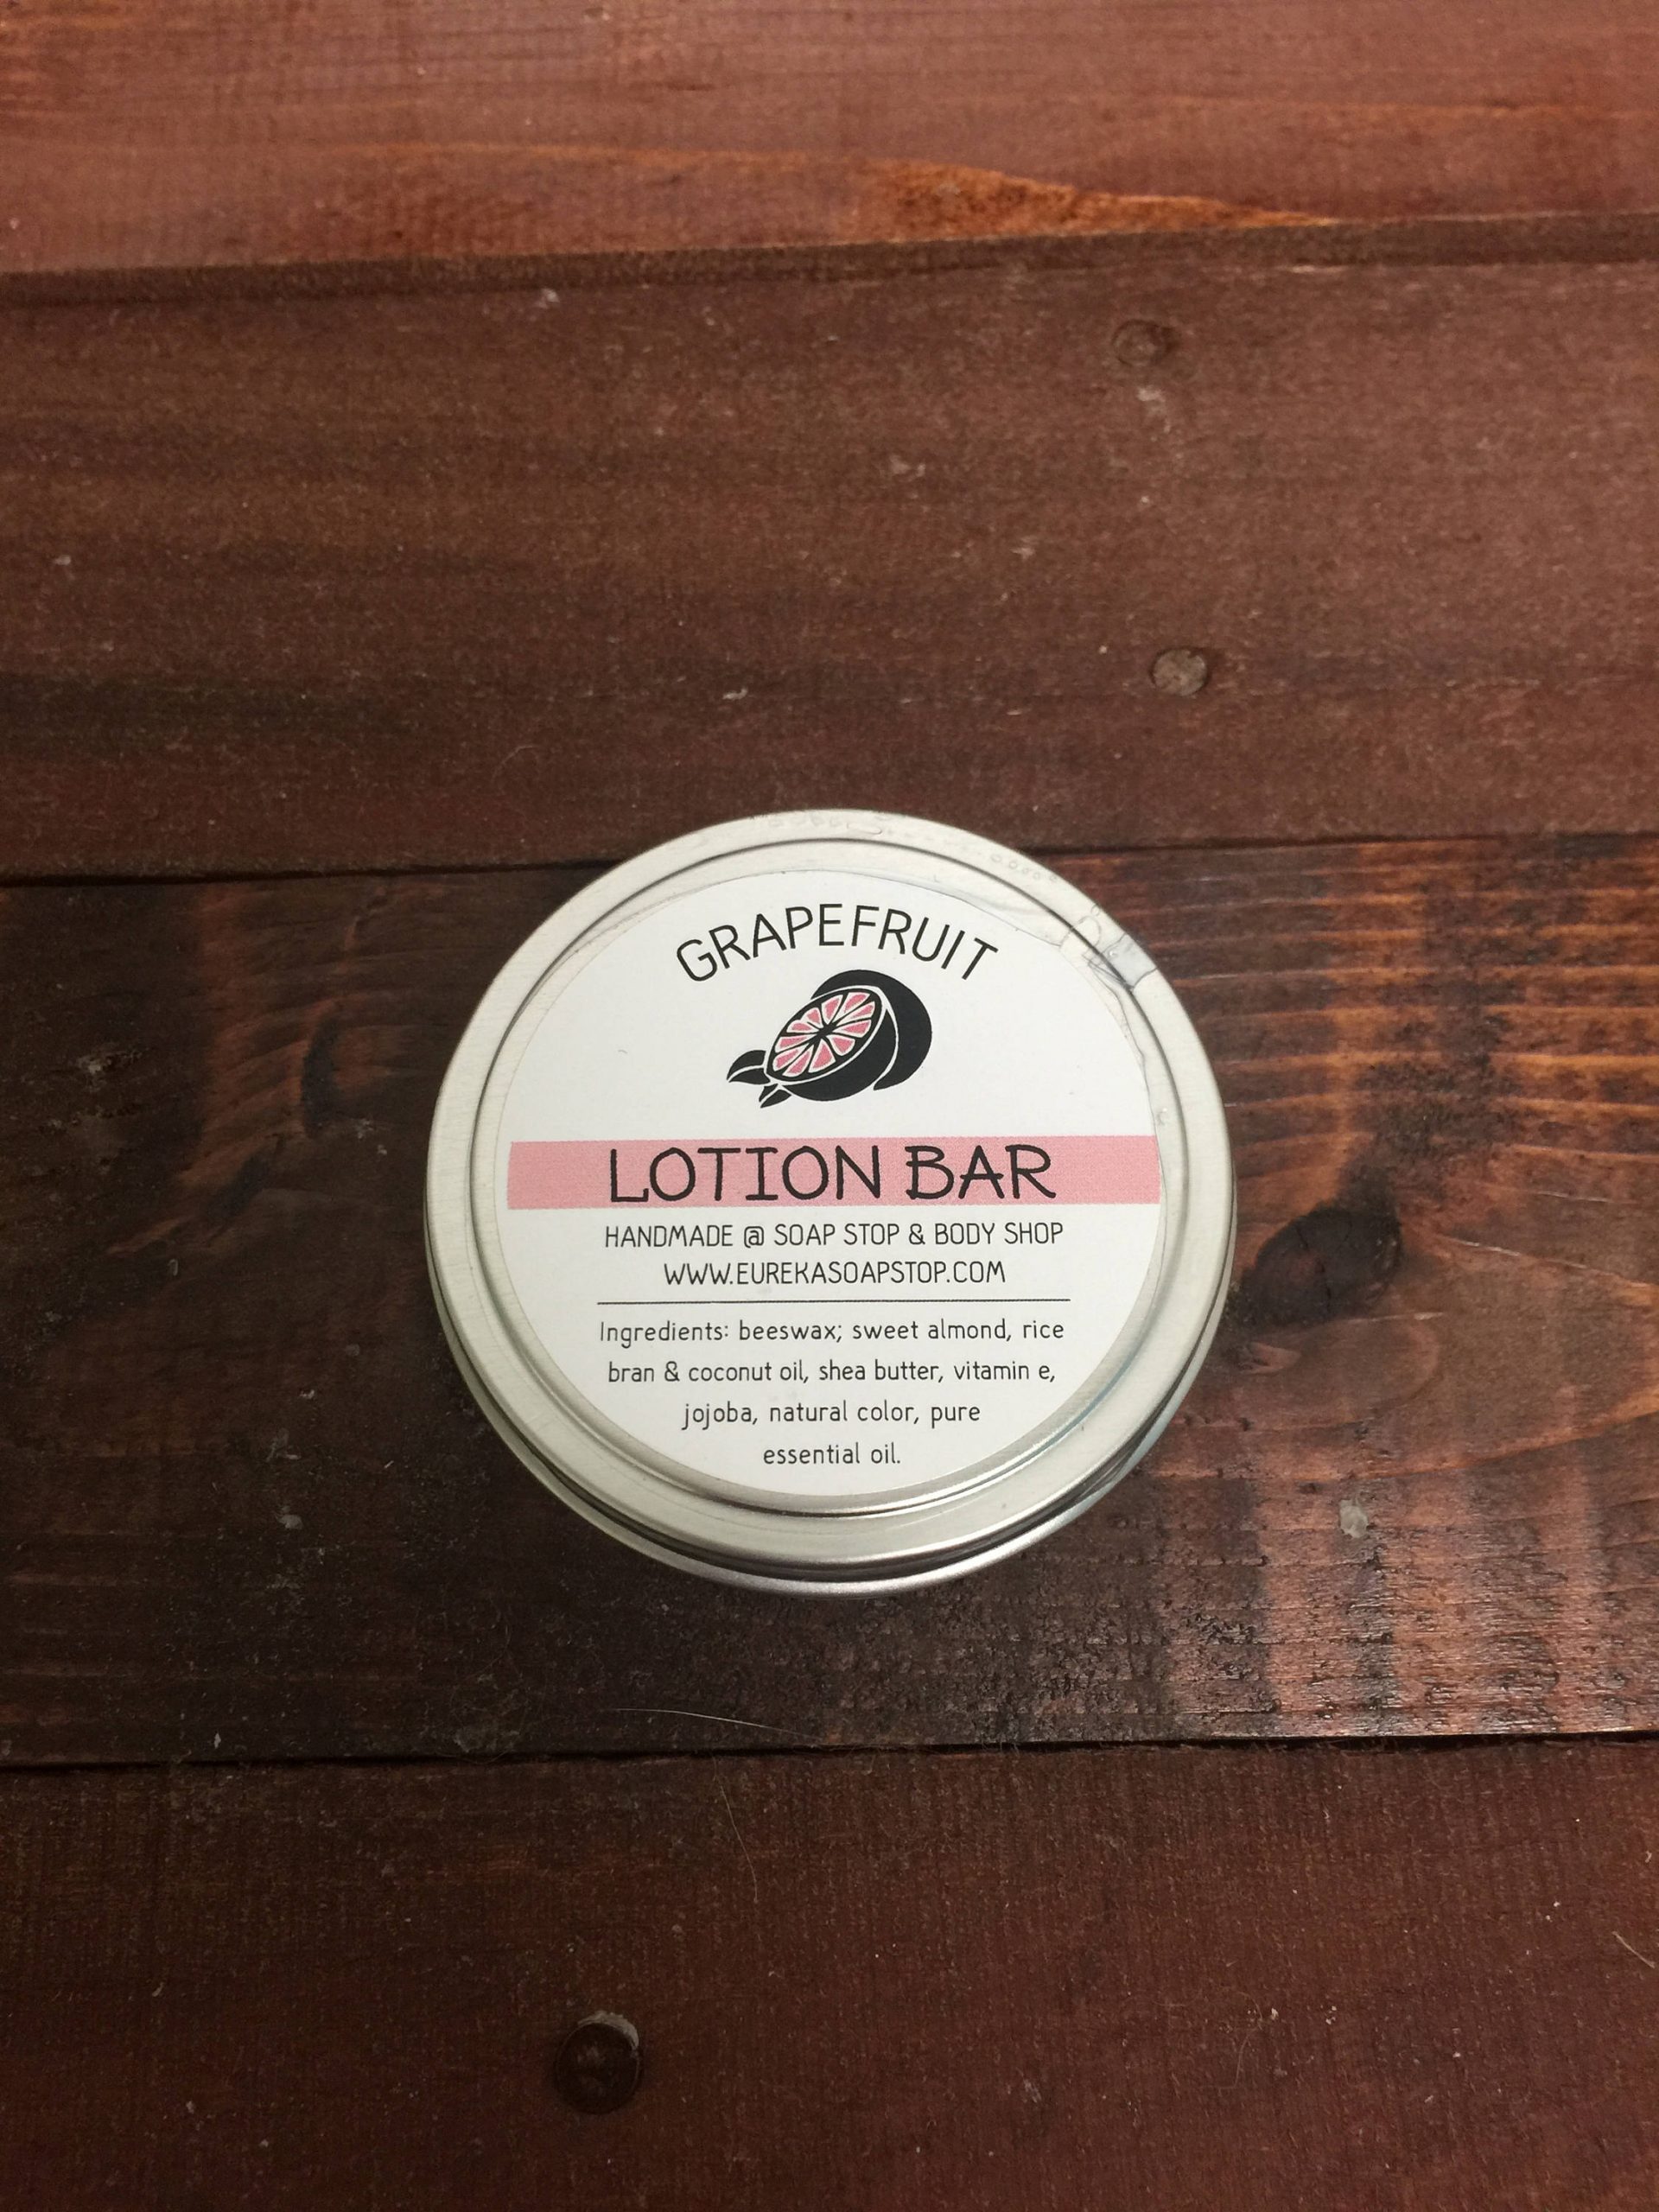 GRAPEFRUIT
LOTION BAR
HANDMADE @ SOAP STOP & BODY SHOP
WWW.EUREKASOAPSTOP.COM
Ingredients: beeswax; sweet almond, rice
bran & coconut oil, shea butter, vitamin e,
jojoba, natural color, pure
essential oil.